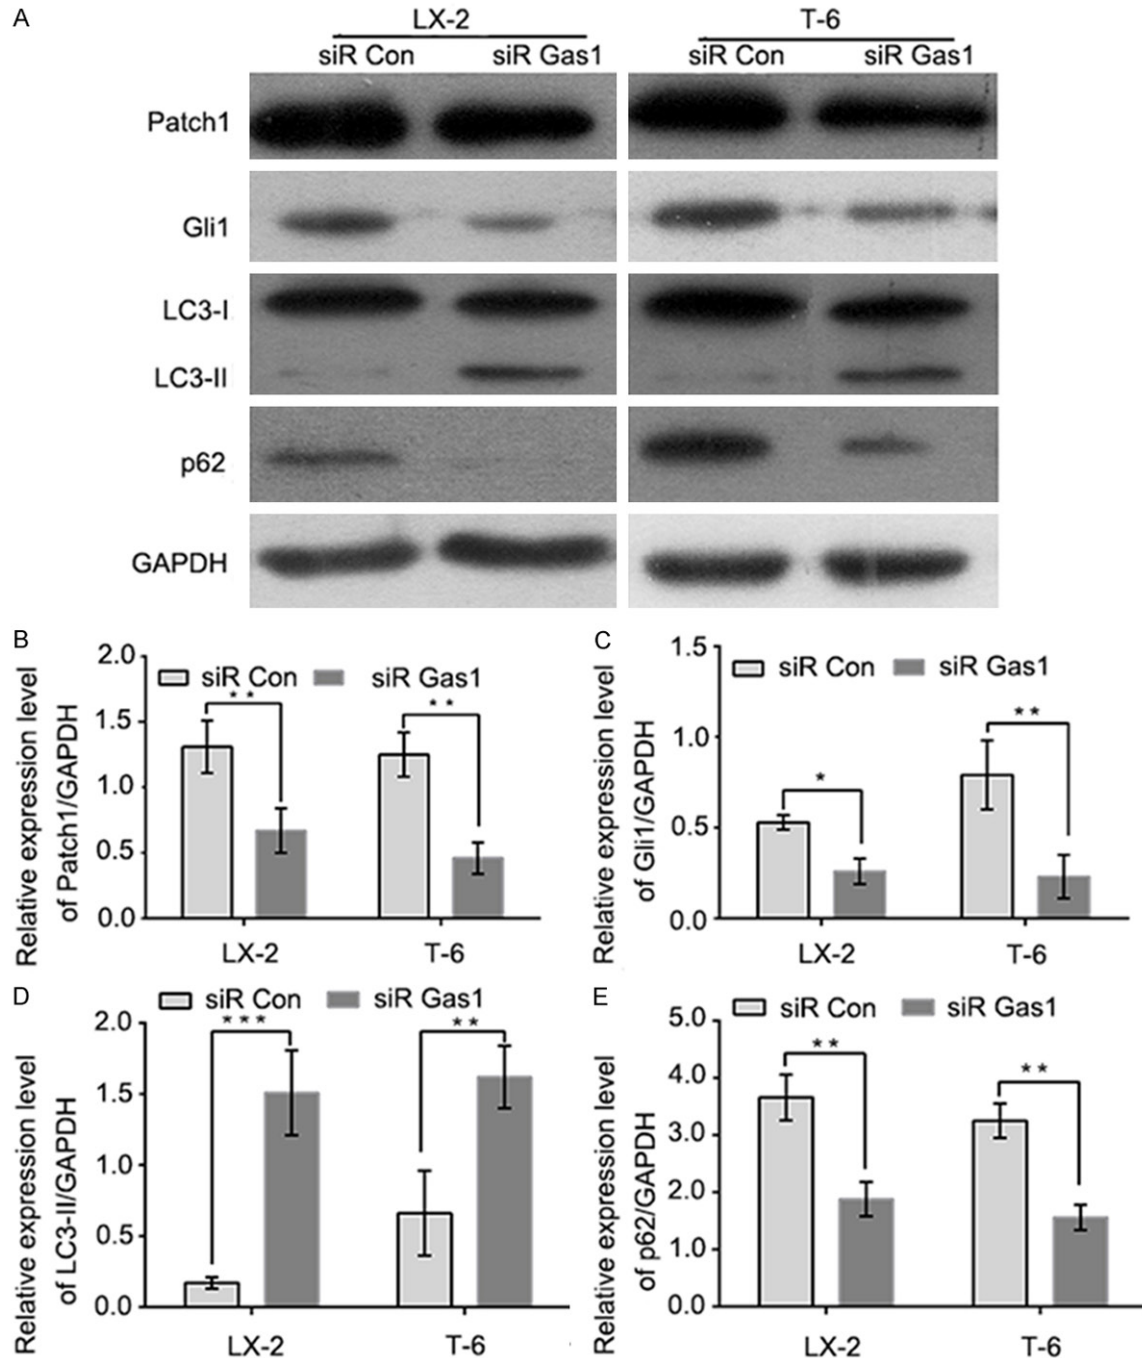 A
LX-2 T-6
siR Con siR Gas1 siR Con siR Gas1
Patch1
Gli1
LC3-I
LC3-II
p62
GAPDH
B
Relative expression level
of Patch1/GAPDH
2.0
1.5
1.0
0.5
0.0
siR Con siR Gas1
**
**
LX-2 T-6
C
Relative expression level
of Gli1/GAPDH
1.5
1.0
0.5
0.0
siR Con siR Gas1
*
**
LX-2 T-6
D
Relative expression level
of LC3-II/GAPDH
2.0
1.5
1.0
0.5
0.0
siR Con siR Gas1
***
**
LX-2 T-6
E
Relative expression level
of p62/GAPDH
5.0
4.0
3.0
2.0
1.0
0.0
siR Con siR Gas1
**
**
LX-2 T-6